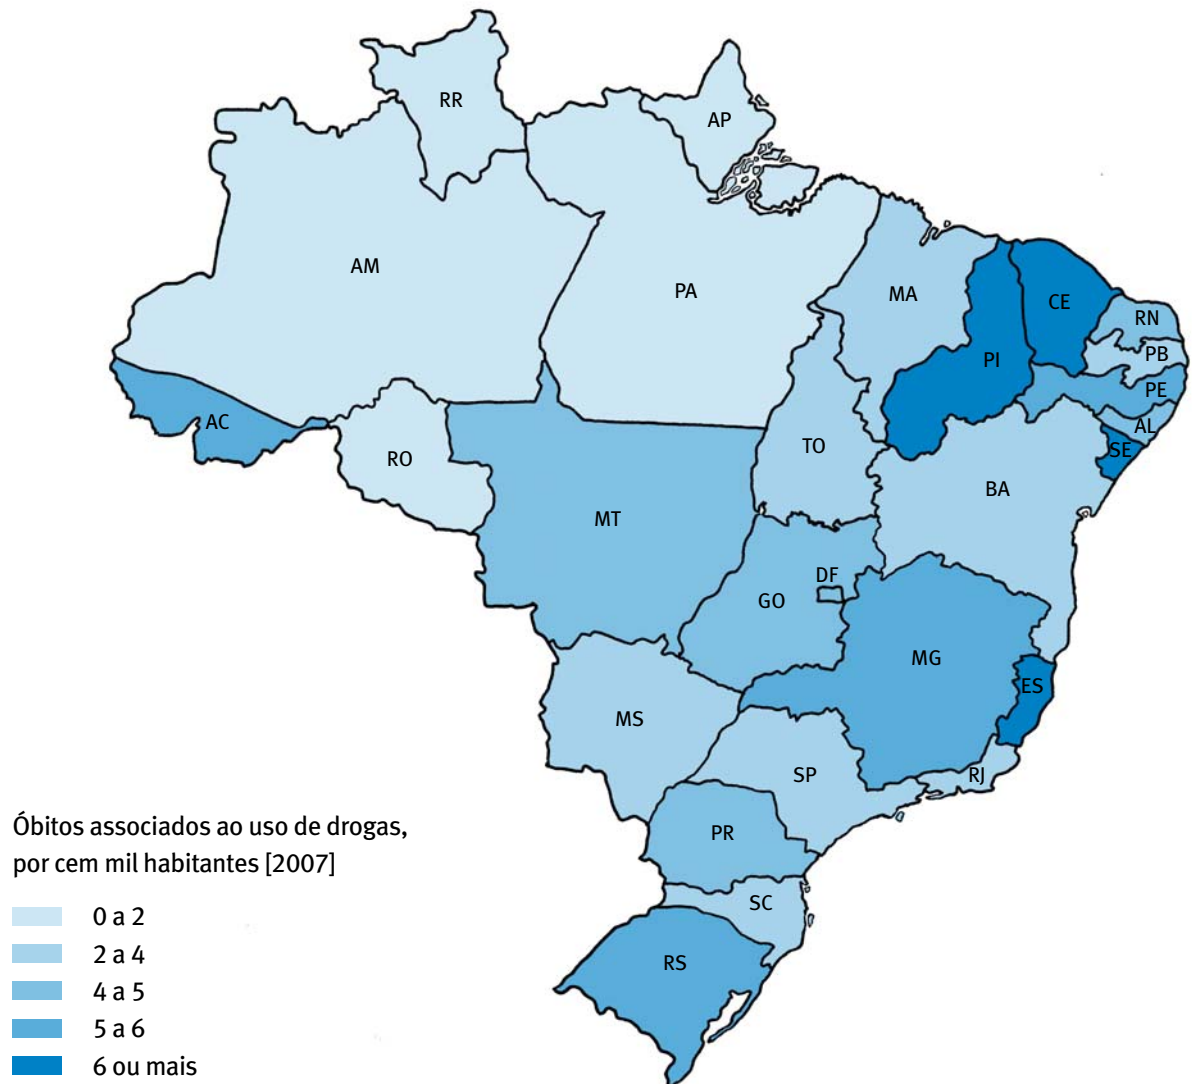 RR
AP
AM
PA
MA
CE
RN
PI
PB
PE
AC
AL
TO
SE
RO
BA
MT
DF
GO
MG
ES
MS
SP
RJ
PR
SC
RS
Óbitos associados ao uso de drogas,
por cem mil habitantes [2007]
0 a 2
2 a 4
4 a 5
5 a 6
6 ou mais